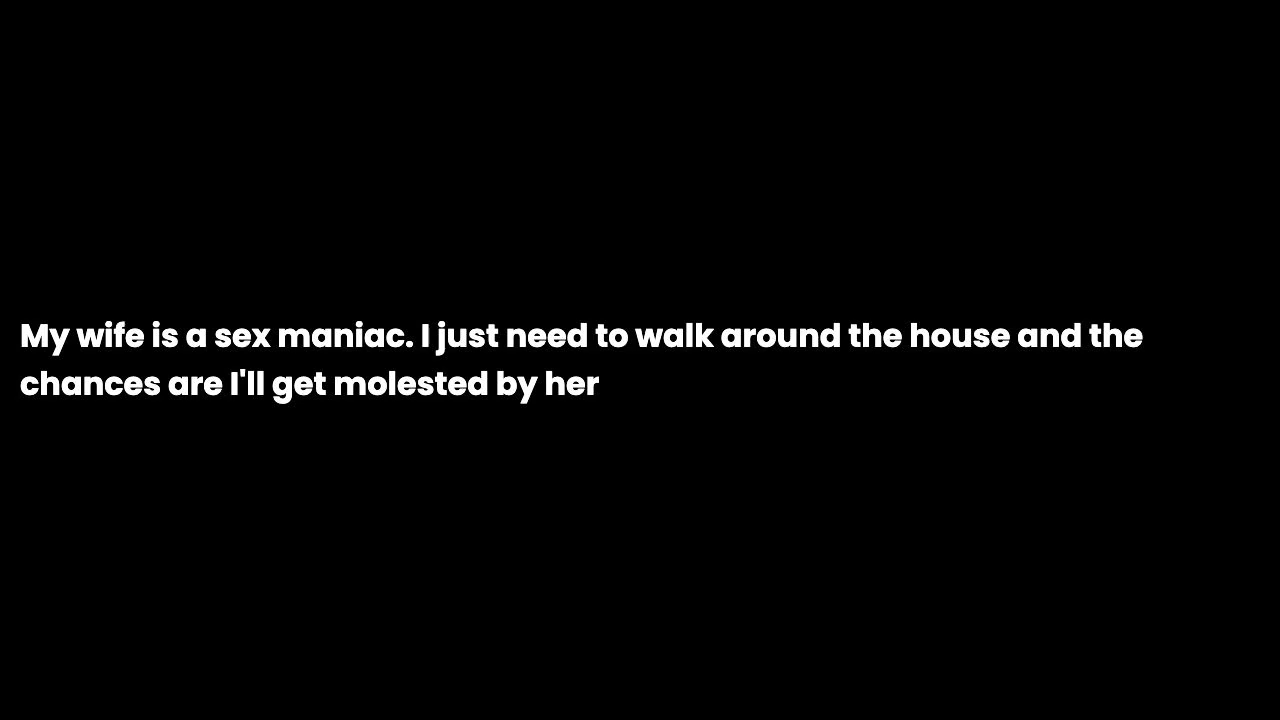 My wife is a sex maniac. I just need to walk around the house and the
chances are I'll get molested by her